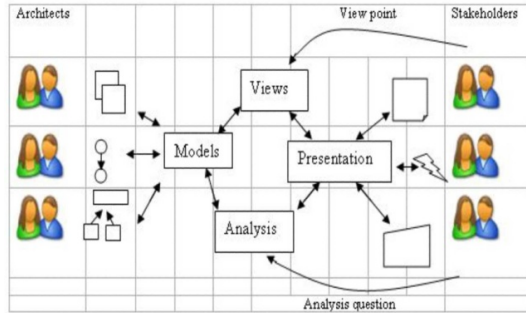 Architects
View point
Stakeholders
Views
Models
Presentation
Analysis
Analysis question